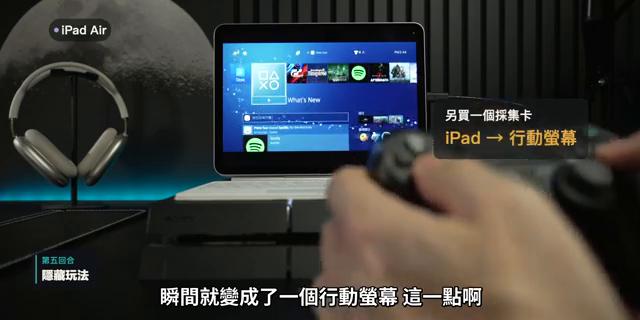 iPad Air
What's New
Spotify
另買一個採集卡
iPad → 行動螢幕
第五回合
隱藏玩法
瞬間就變成了一個行動螢幕 這一點啊